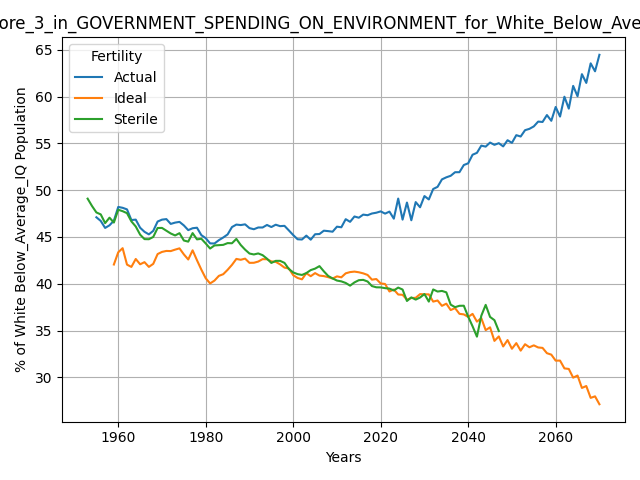 ore_3_in_GOVERNMENT_SPENDING_ON_ENVIRONMENT_for_White_Below_Ave
Fertility
Actual
Ideal
Sterile
% of White Below_Average_IQ Population
65
60
55
50
45
40
35
30
1960
1980
2000
2020
2040
2060
Years